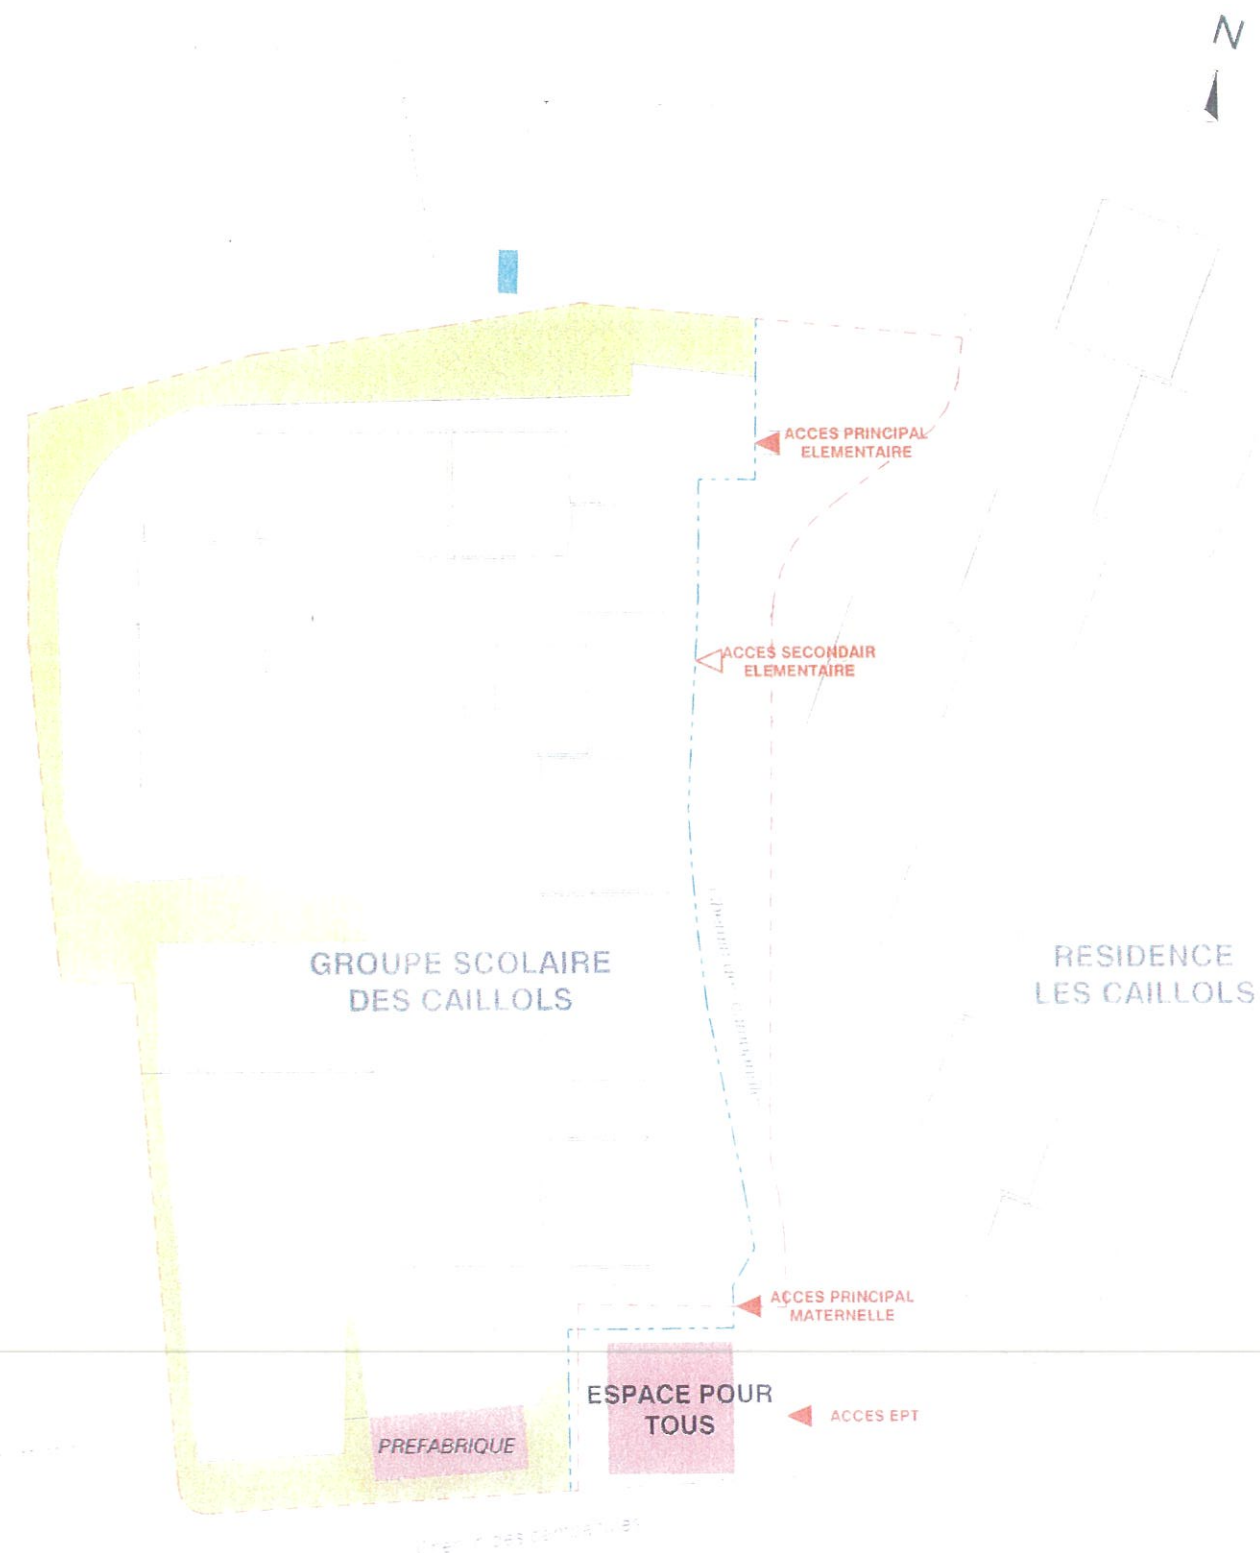 N
ACCES PRINCIPAL
ELEMENTAIRE
ACCES SECONDAIR
ELEMENTAIRE
GROUPE SCOLAIRE
DES CAILLOLS
RESIDENCE
LES CAILLOLS
ACCES PRINCIPAL
MATERNELLE
ESPACE POUR
TOUS
ACCES EPT
PREFABRIQUE